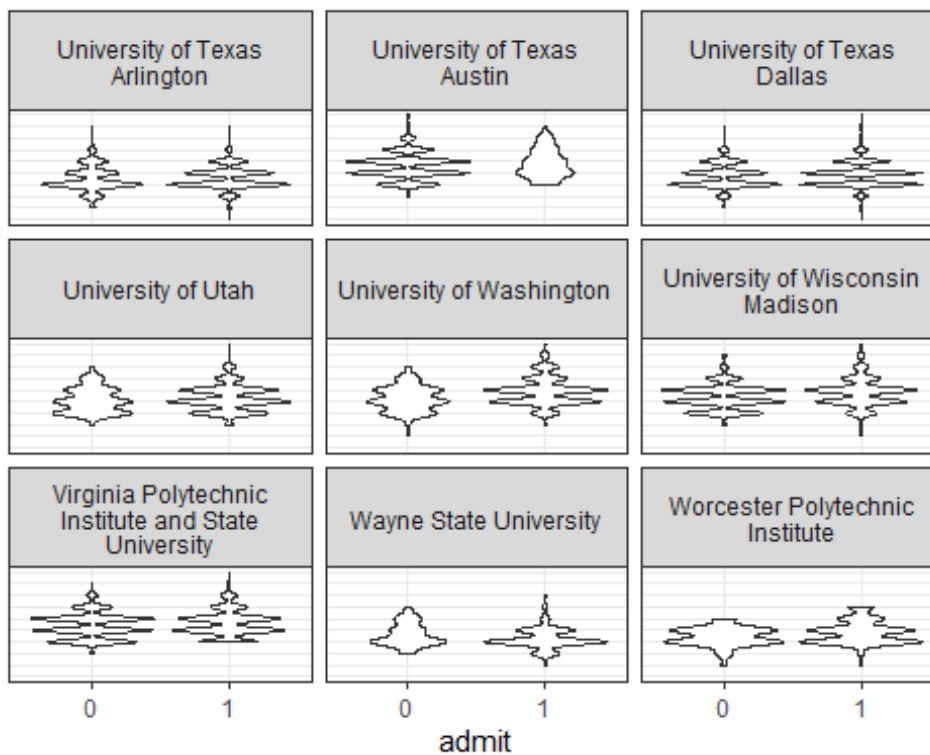 University of Texas
Arlington
University of Texas
Austin
University of Texas
Dallas
University of Utah
University of Washington
University of Wisconsin
Madison
Virginia Polytechnic
Institute and State
University
Wayne State University
Worcester Polytechnic
Institute
0 1 0 1 0 1
admit